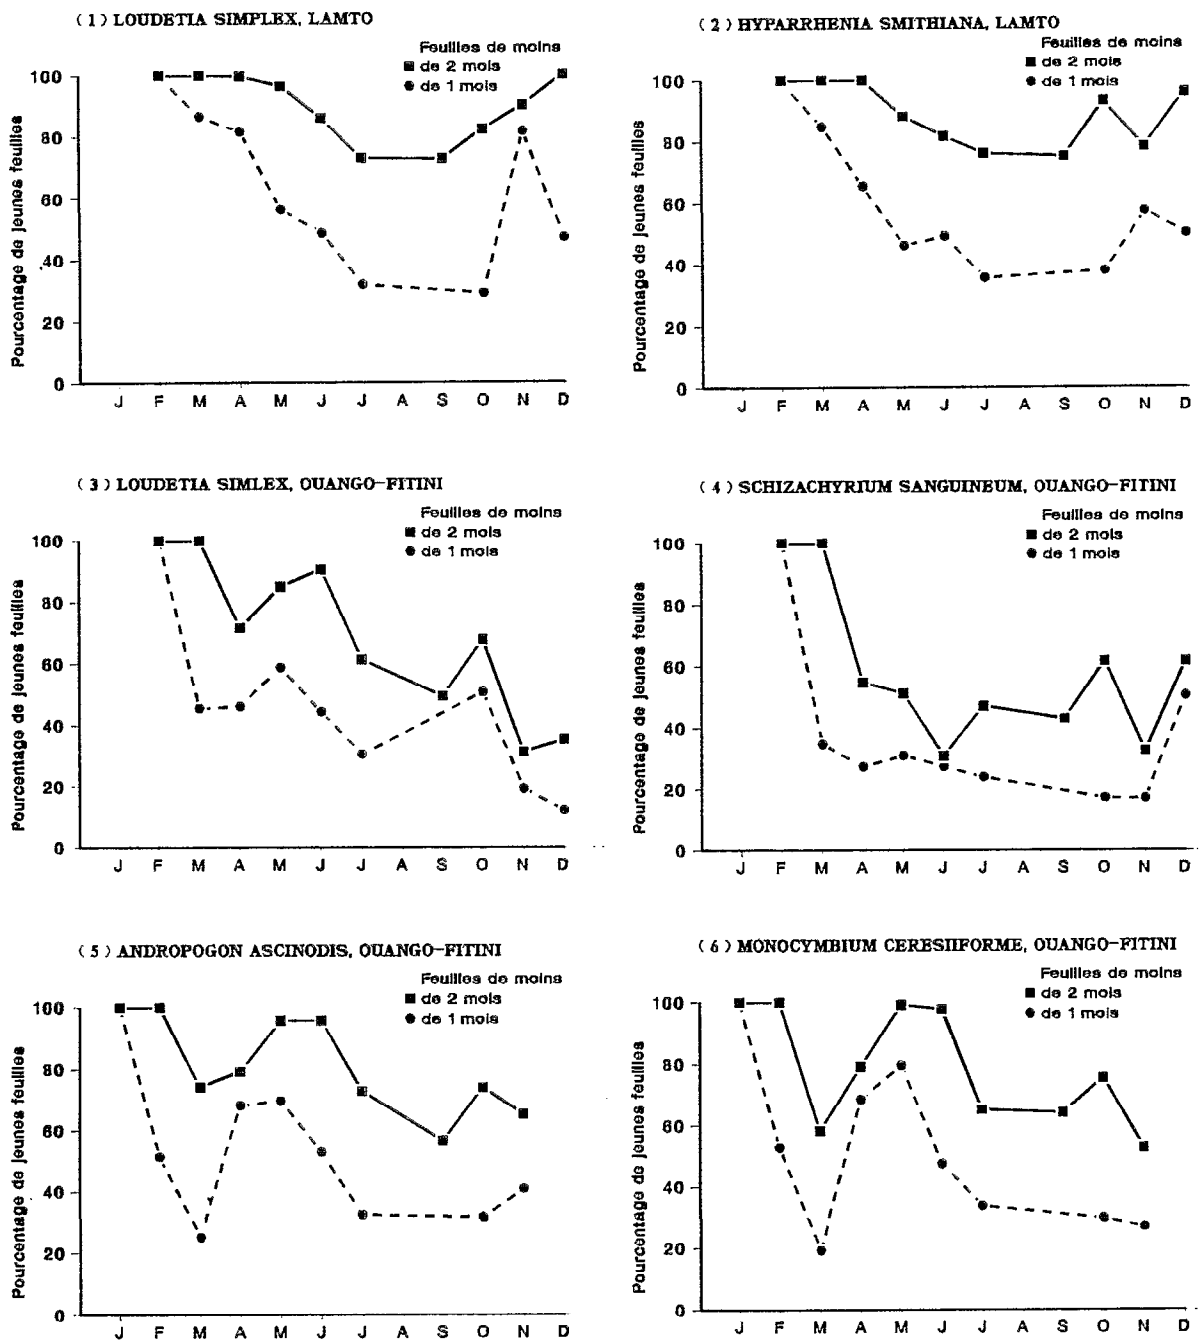 ( 1 ) LOUDETIA SIMPLEX, LAMTO
Feuilles de moins
de 2 mois
de 1 mois
Pourcentage de jeunes feuilles
100
80
60
40
20
0
J F M A M J J A S O N D
( 2 ) HYPARRHENIA SMITHIANA, LAMTO
Feuilles de moins
de 2 mois
de 1 mois
Pourcentage de jeunes feuilles
100
80
60
40
20
0
J F M A M J J A S O N D
( 3 ) LOUDETIA SIMLEX, OUANGO-FITINI
Feuilles de moins
de 2 mois
de 1 mois
Pourcentage de jeunes feuilles
100
80
60
40
20
0
J F M A M J J A S O N D
( 4 ) SCHIZACHYRIUM SANGUINEUM, OUANGO-FITINI
Feuilles de moins
de 2 mois
de 1 mois
Pourcentage de jeunes feuilles
100
80
60
40
20
0
J F M A M J J A S O N D
( 5 ) ANDROPOGON ASCINODIS, OUANGO-FITINI
Feuilles de moins
de 2 mois
de 1 mois
Pourcentage de jeunes feuilles
100
80
60
40
20
0
J F M A M J J A S O N D
( 6 ) MONOCYMBIUM CERESIIFORME, OUANGO-FITINI
Feuilles de moins
de 2 mois
de 1 mois
Pourcentage de jeunes feuilles
100
80
60
40
20
0
J F M A M J J A S O N D